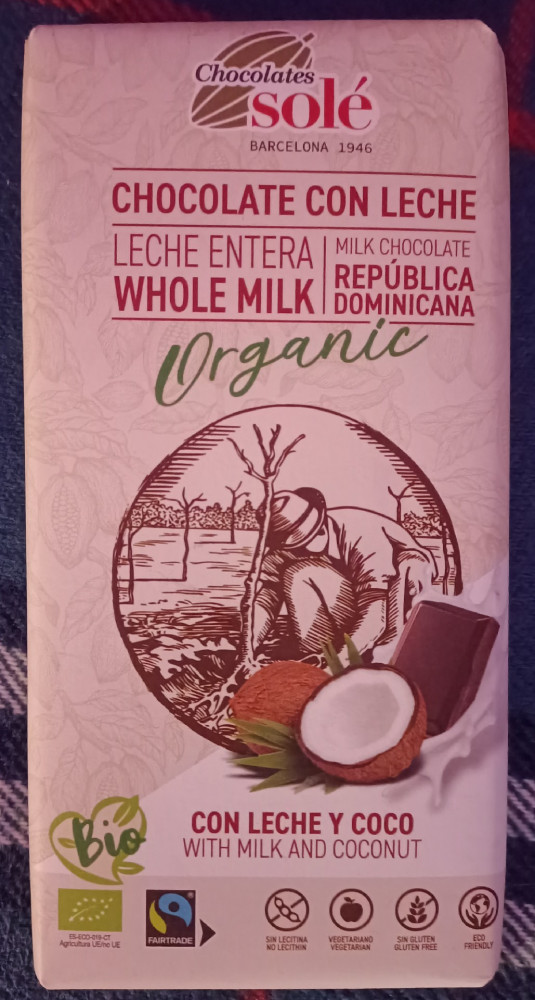 Chocolates
solé
BARCELONA 1946
CHOCOLATE CON LECHE
LECHE ENTERA
WHOLE MILK
MILK CHOCOLATE
REPÚBLICA
DOMINICANA
Organic
Bio
CON LECHE Y COCO
WITH MILK AND COCONUT
ES-ECO-019-CT
Agricultura UE/no UE
FAIRTRADE
SIN LECITINA
NO LECITHIN
VEGETARIANO
VEGETARIAN
SIN GLUTEN
GLUTEN FREE
ECO
FRIENDLY